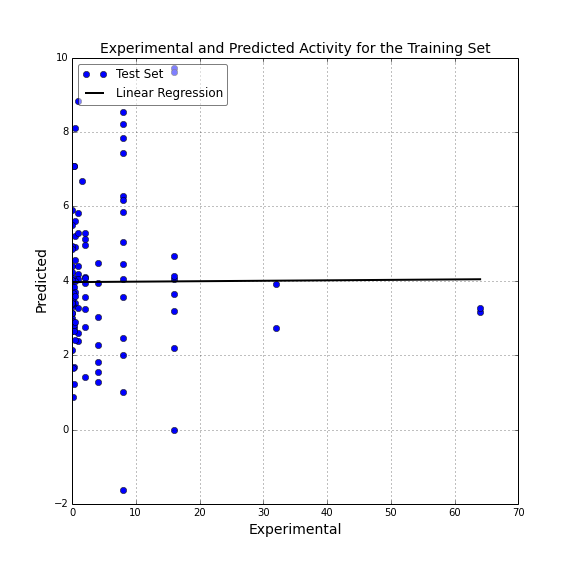 Experimental and Predicted Activity for the Training Set
Test Set
Linear Regression
10
8
6
4
2
0
−2
Predicted
0 10 20 30 40 50 60 70
Experimental